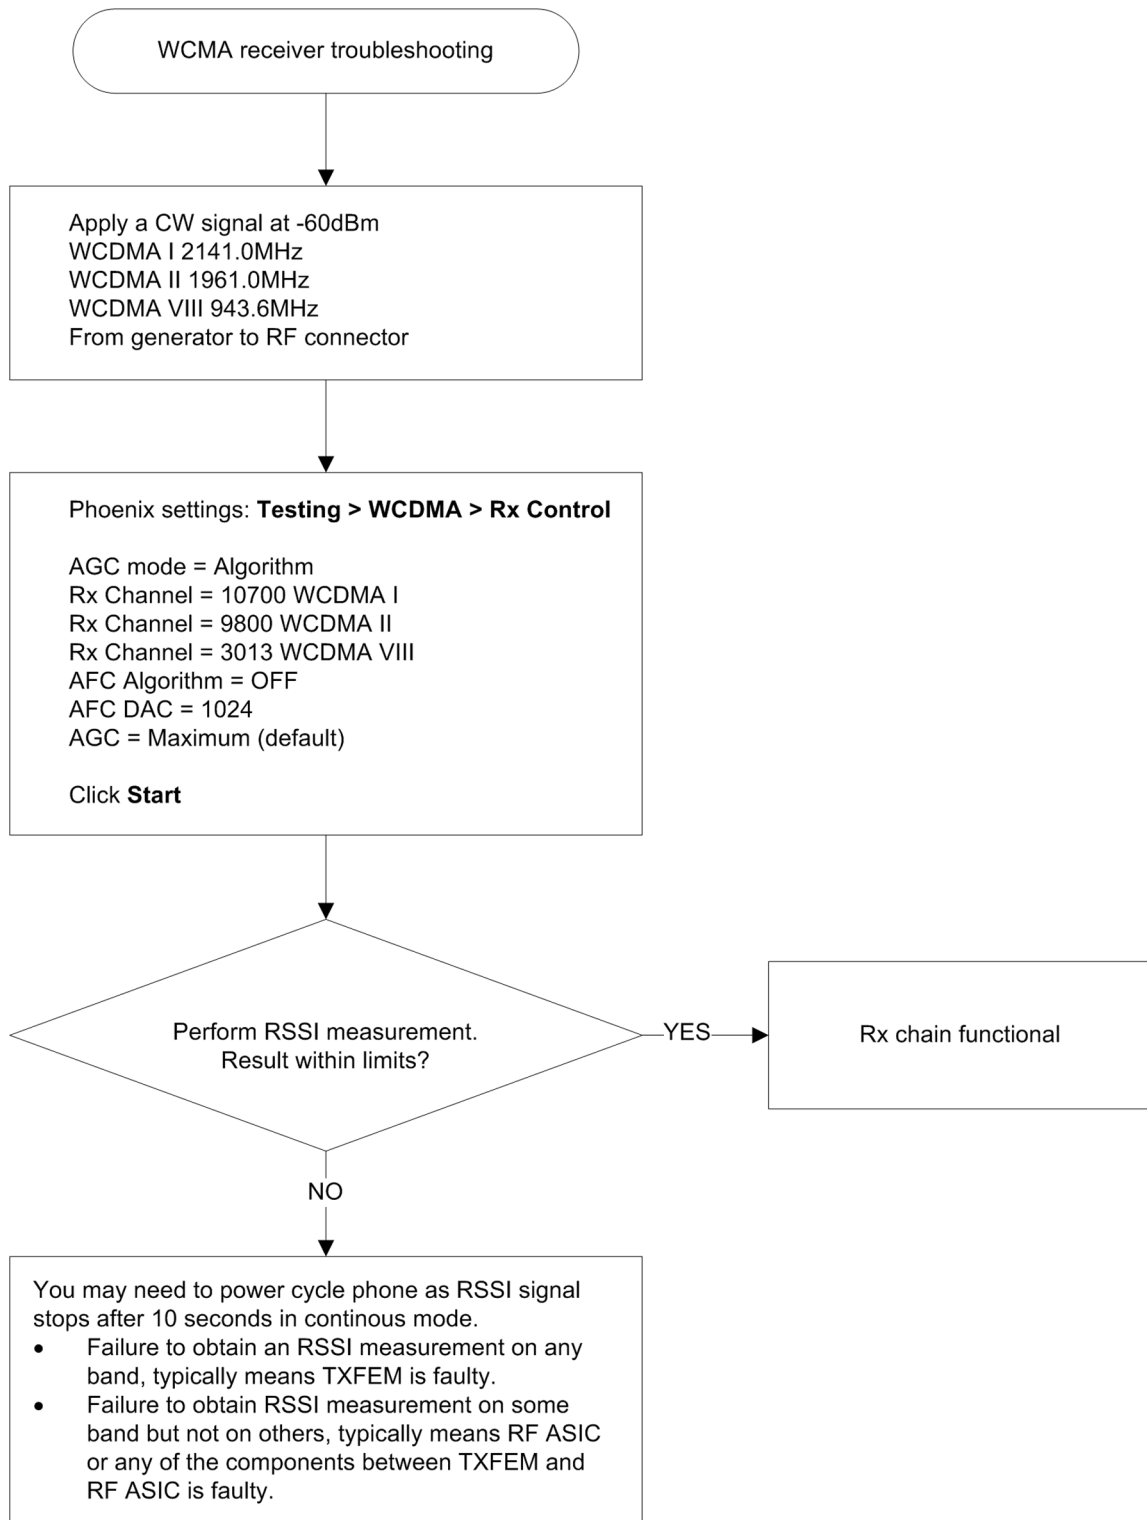 WCMA receiver troubleshooting
Apply a CW signal at -60dBm
WCDMA I 2141.0MHz
WCDMA II 1961.0MHz
WCDMA VIII 943.6MHz
From generator to RF connector
Phoenix settings: Testing > WCDMA > Rx Control
AGC mode = Algorithm
Rx Channel = 10700 WCDMA I
Rx Channel = 9800 WCDMA II
Rx Channel = 3013 WCDMA VIII
AFC Algorithm = OFF
AFC DAC = 1024
AGC = Maximum (default)
Click Start
Perform RSSI measurement.
Result within limits?
YES
Rx chain functional
NO
You may need to power cycle phone as RSSI signal
stops after 10 seconds in continous mode.
• Failure to obtain an RSSI measurement on any
band, typically means TXFEM is faulty.
• Failure to obtain RSSI measurement on some
band but not on others, typically means RF ASIC
or any of the components between TXFEM and
RF ASIC is faulty.